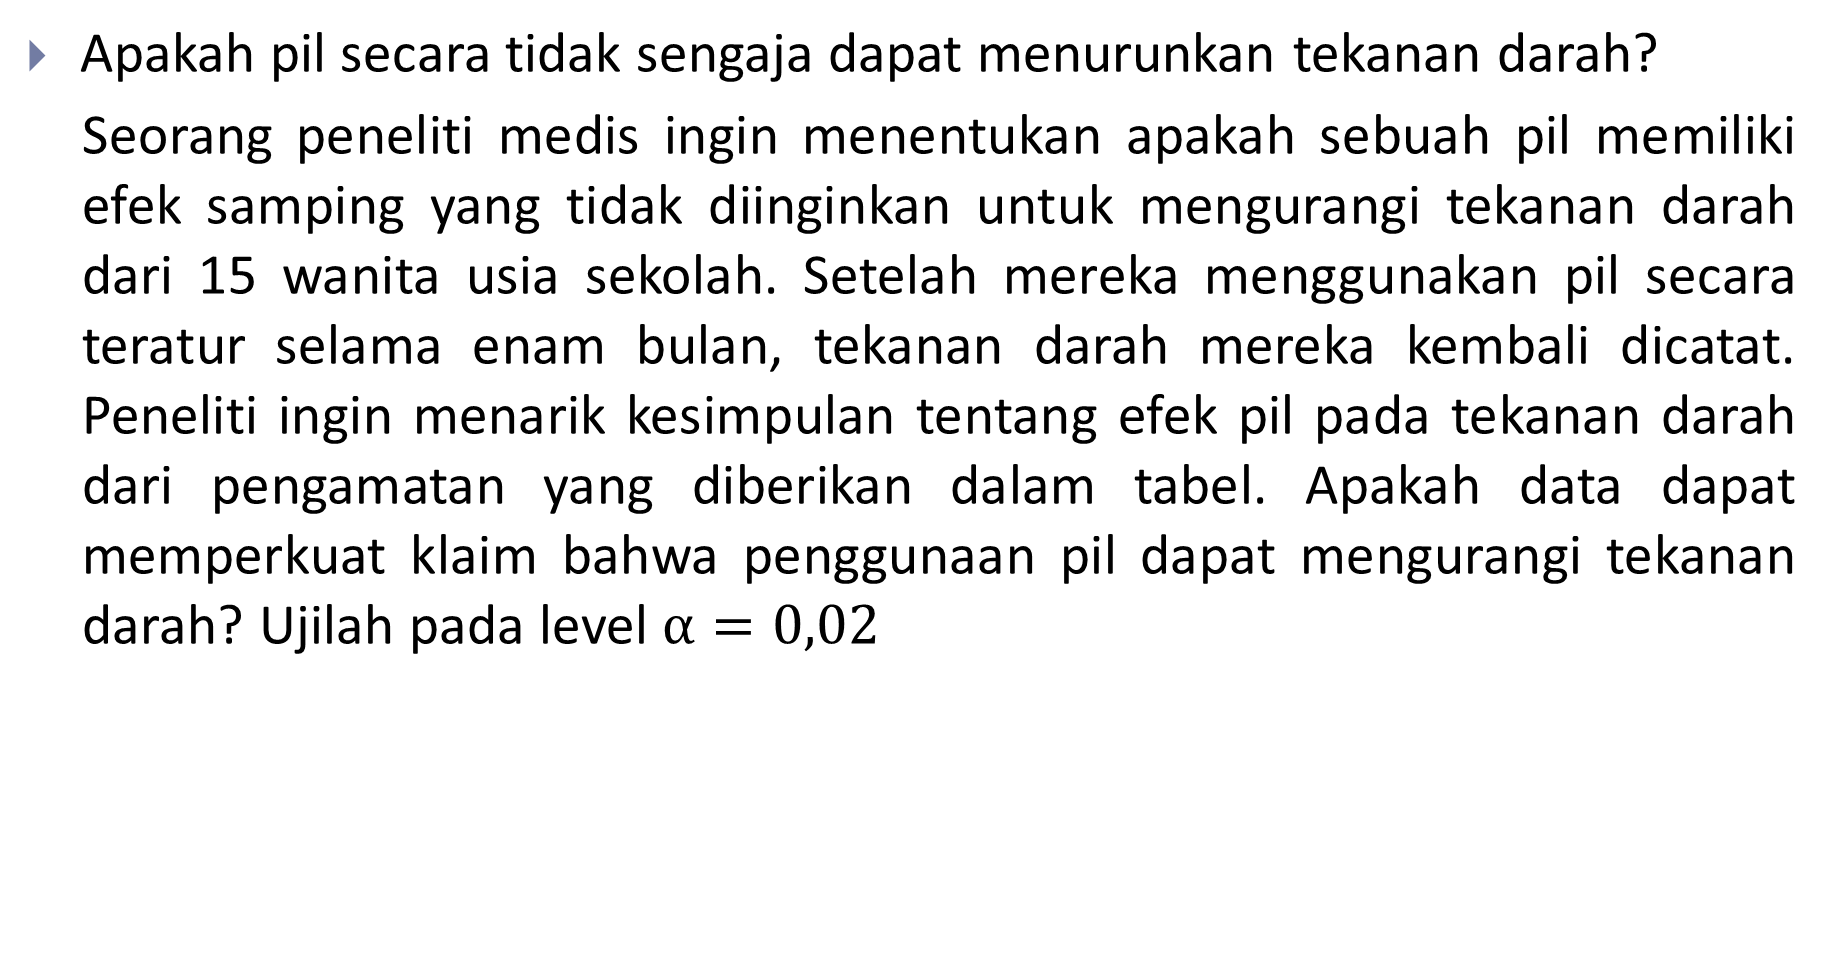 Apakah pil secara tidak sengaja dapat menurunkan tekanan darah?
Seorang peneliti medis ingin menentukan apakah sebuah pil memiliki
efek samping yang tidak diinginkan untuk mengurangi tekanan darah
dari 15 wanita usia sekolah. Setelah mereka menggunakan pil secara
teratur selama enam bulan, tekanan darah mereka kembali dicatat.
Peneliti ingin menarik kesimpulan tentang efek pil pada tekanan darah
dari pengamatan yang diberikan dalam tabel. Apakah data dapat
memperkuat klaim bahwa penggunaan pil dapat mengurangi tekanan
darah? Ujilah pada level α = 0,02